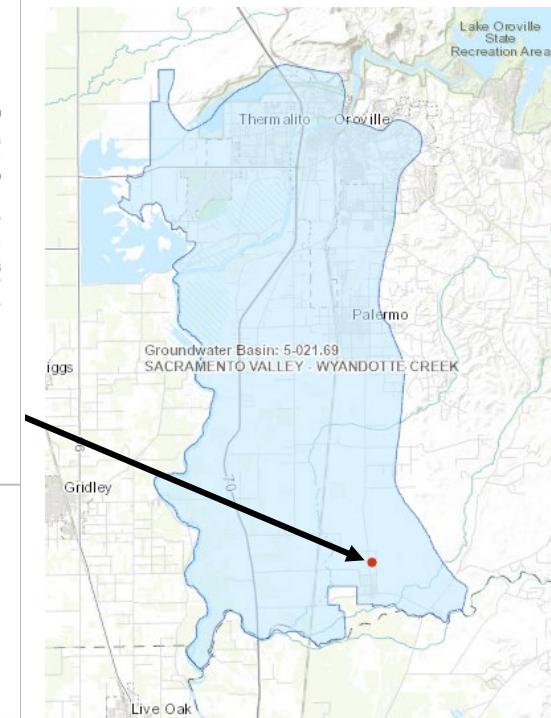 Lake Oroville
State
Recreation Area
Thermalito
Oroville
Palermo
Groundwater Basin: 5-021.69
SACRAMENTO VALLEY - WYANDOTTE CREEK
iggs
70
Gridley
Live Oak